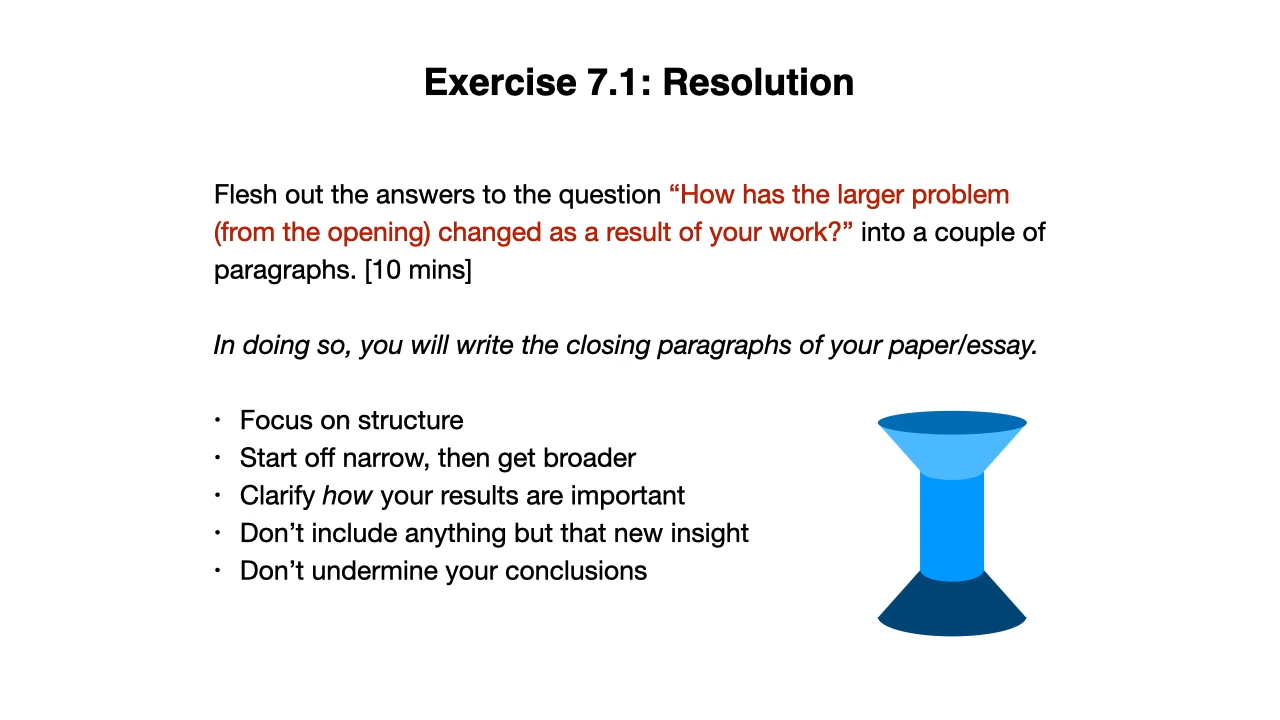 Exercise 7.1: Resolution
Flesh out the answers to the question “How has the larger problem
(from the opening) changed as a result of your work?” into a couple of
paragraphs. [10 mins]
In doing so, you will write the closing paragraphs of your paper/essay.
· Focus on structure
· Start off narrow, then get broader
· Clarify how your results are important
· Don’t include anything but that new insight
· Don’t undermine your conclusions